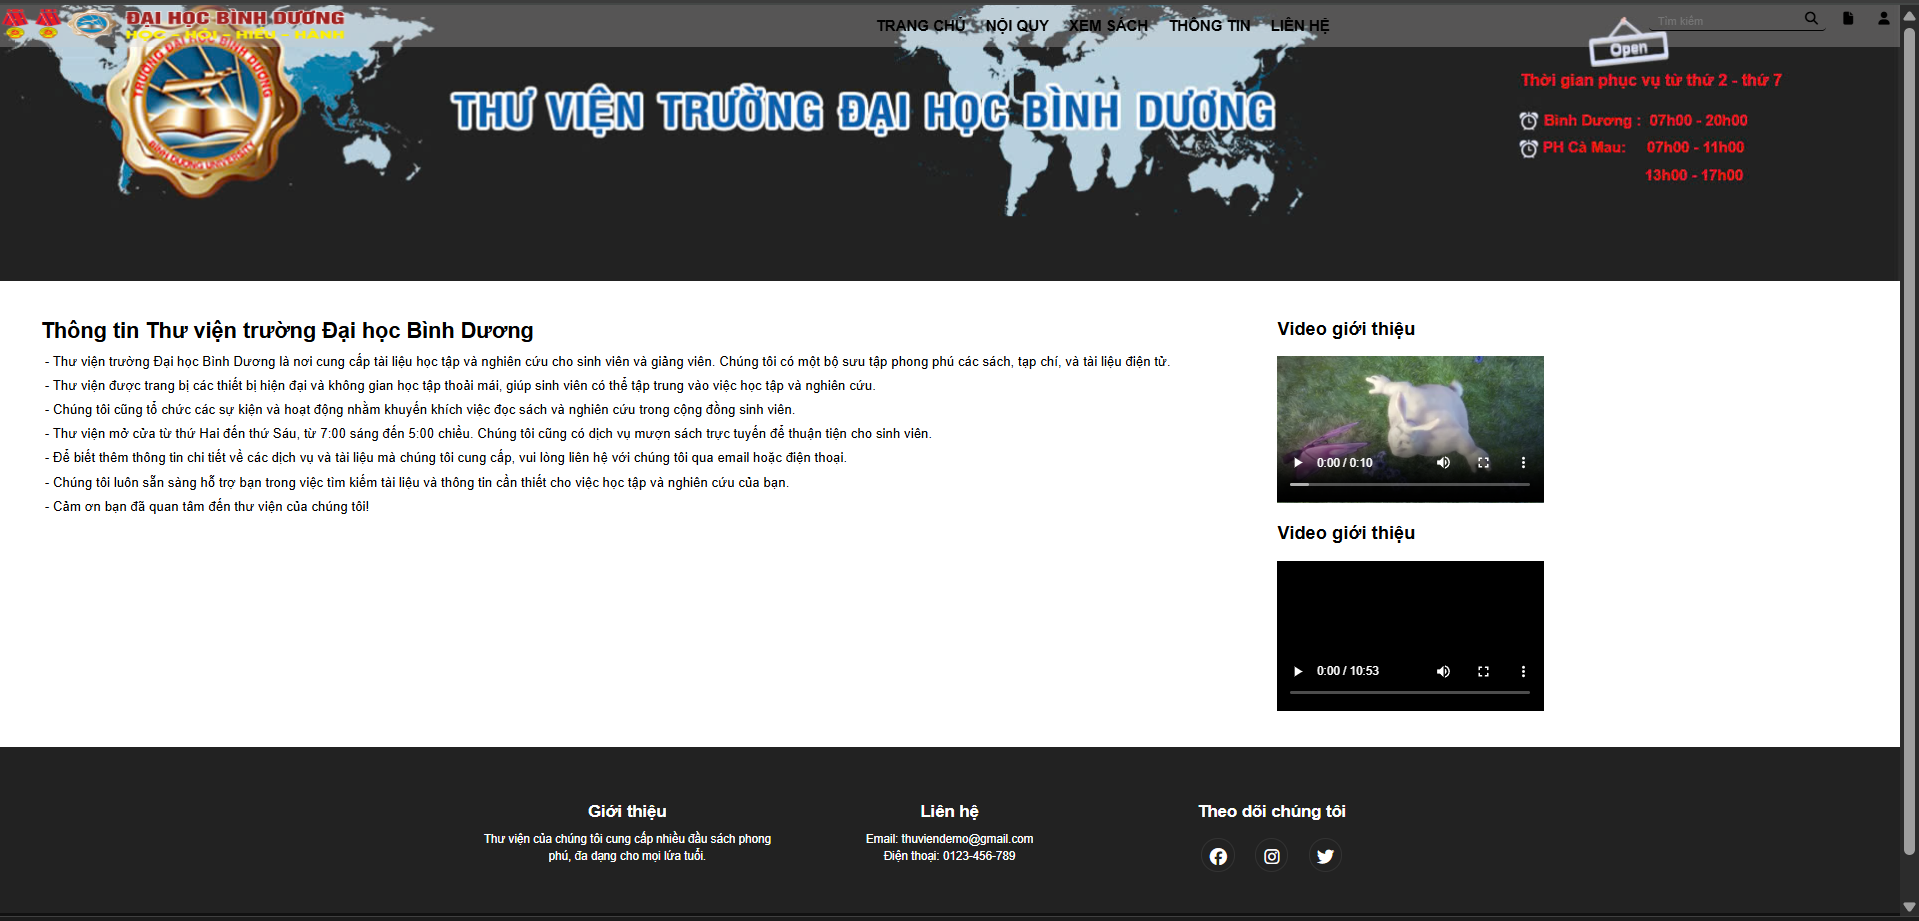 ĐẠI HỌC BÌNH DƯƠNG
HỌC - HỎI - HIỂU - HÀNH
TRANG CHỦ NỘI QUY XEM SÁCH THÔNG TIN LIÊN HỆ
Tìm kiếm
Open
TRƯỜNG ĐẠI HỌC BÌNH DƯƠNG
BINH DUONG UNIVERSITY
THƯ VIỆN TRƯỜNG ĐẠI HỌC BÌNH DƯƠNG
Thời gian phục vụ từ thứ 2 - thứ 7
Bình Dương : 07h00 - 20h00
PH Cà Mau: 07h00 - 11h00
13h00 - 17h00
Thông tin Thư viện trường Đại học Bình Dương
- Thư viện trường Đại học Bình Dương là nơi cung cấp tài liệu học tập và nghiên cứu cho sinh viên và giảng viên. Chúng tôi có một bộ sưu tập phong phú các sách, tạp chí, và tài liệu điện tử.
- Thư viện được trang bị các thiết bị hiện đại và không gian học tập thoải mái, giúp sinh viên có thể tập trung vào việc học tập và nghiên cứu.
- Chúng tôi cũng tổ chức các sự kiện và hoạt động nhằm khuyến khích việc đọc sách và nghiên cứu trong cộng đồng sinh viên.
- Thư viện mở cửa từ thứ Hai đến thứ Sáu, từ 7:00 sáng đến 5:00 chiều. Chúng tôi cũng có dịch vụ mượn sách trực tuyến để thuận tiện cho sinh viên.
- Để biết thêm thông tin chi tiết về các dịch vụ và tài liệu mà chúng tôi cung cấp, vui lòng liên hệ với chúng tôi qua email hoặc điện thoại.
- Chúng tôi luôn sẵn sàng hỗ trợ bạn trong việc tìm kiếm tài liệu và thông tin cần thiết cho việc học tập và nghiên cứu của bạn.
- Cảm ơn bạn đã quan tâm đến thư viện của chúng tôi!
Video giới thiệu
0:00 / 0:10
Video giới thiệu
0:00 / 10:53
Giới thiệu
Thư viện của chúng tôi cung cấp nhiều đầu sách phong
phú, đa dạng cho mọi lứa tuổi.
Liên hệ
Email: thuviendemo@gmail.com
Điện thoại: 0123-456-789
Theo dõi chúng tôi